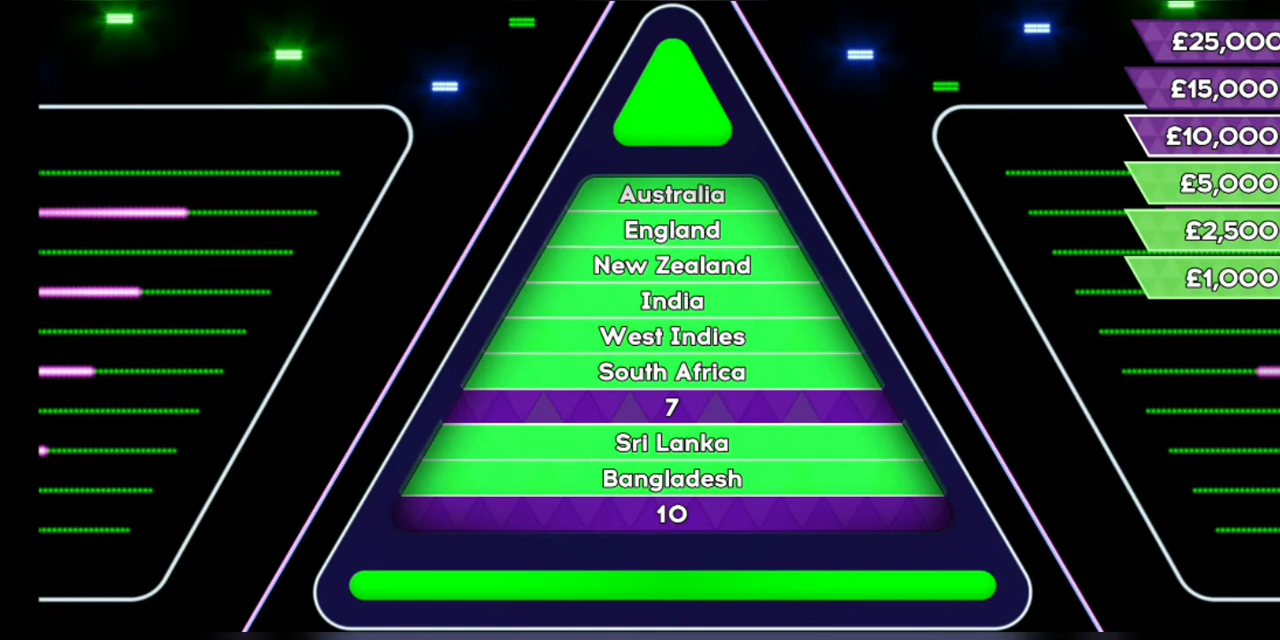 £25,000
£15,000
£10,000
£5,000
£2,500
£1,000
Australia
England
New Zealand
India
West Indies
South Africa
7
Sri Lanka
Bangladesh
10